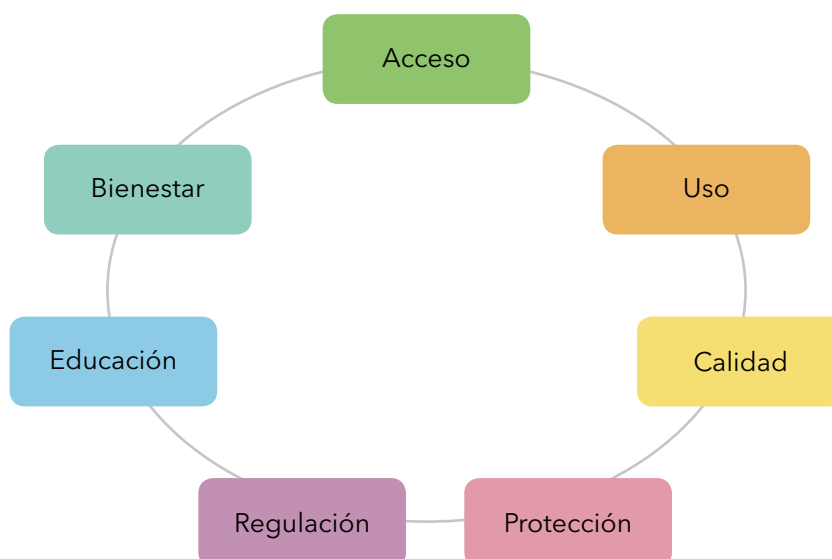 Acceso
Bienestar
Uso
Educación
Calidad
Regulación
Protección